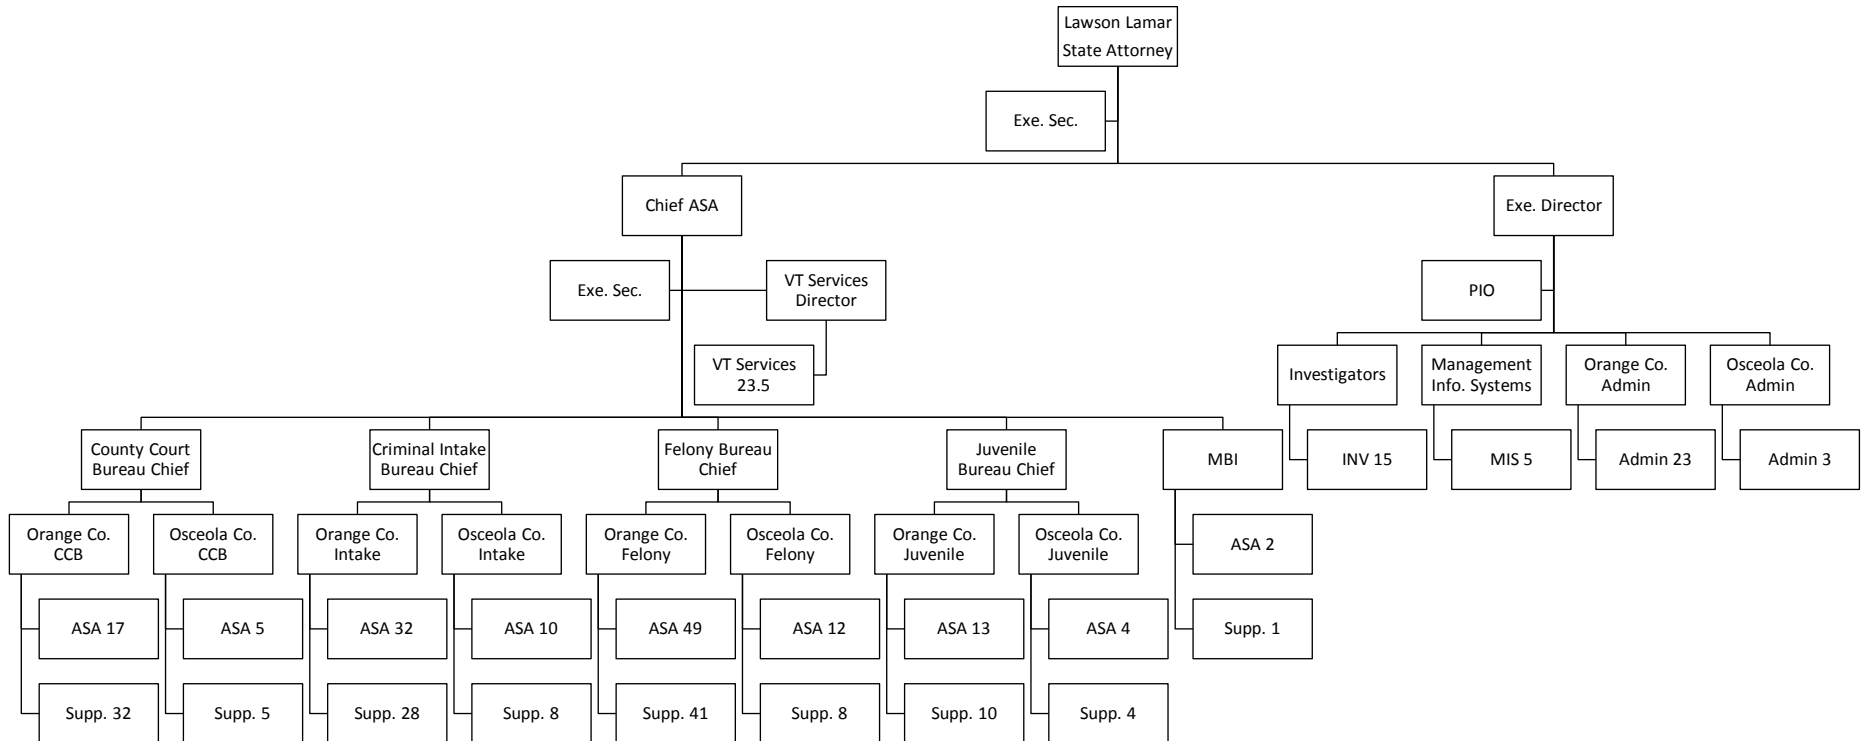 Lawson Lamar
State Attorney
Exe. Sec.
Chief ASA
Exe. Director
Exe. Sec.
VT Services
Director
PIO
VT Services
23.5
Investigators
Management
Info. Systems
Orange Co.
Admin
Osceola Co.
Admin
County Court
Bureau Chief
Criminal Intake
Bureau Chief
Felony Bureau
Chief
Juvenile
Bureau Chief
MBI
INV 15
MIS 5
Admin 23
Admin 3
Orange Co.
CCB
Osceola Co.
CCB
Orange Co.
Intake
Osceola Co.
Intake
Orange Co.
Felony
Osceola Co.
Felony
Orange Co.
Juvenile
Osceola Co.
Juvenile
ASA 2
ASA 17
ASA 5
ASA 32
ASA 10
ASA 49
ASA 12
ASA 13
ASA 4
Supp. 1
Supp. 32
Supp. 5
Supp. 28
Supp. 8
Supp. 41
Supp. 8
Supp. 10
Supp. 4